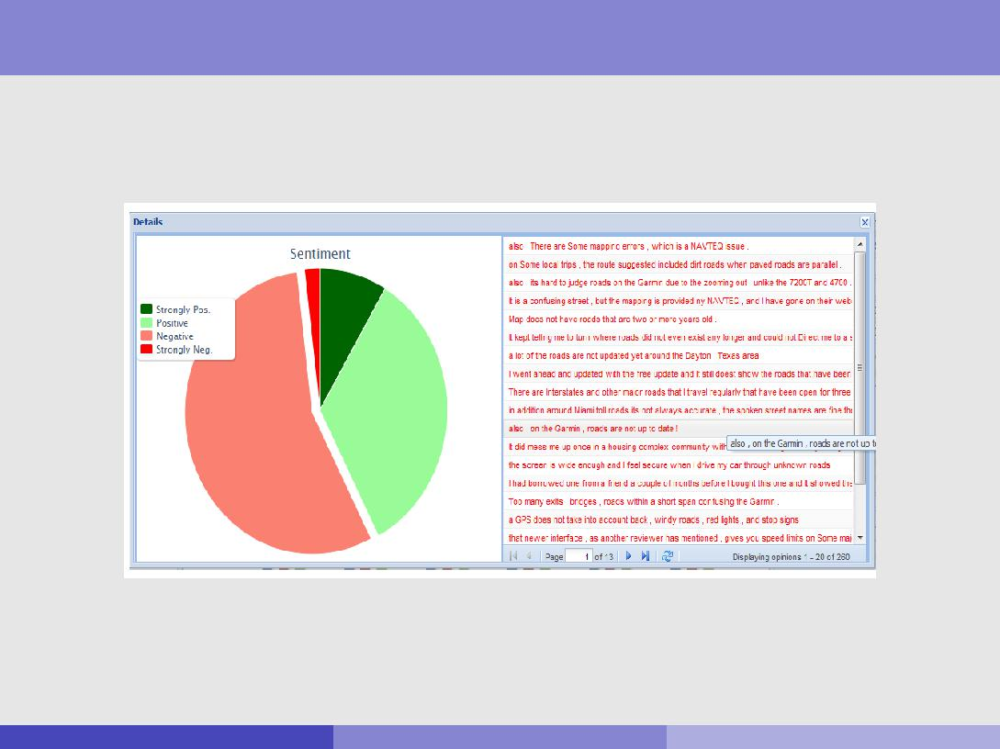 Details
Sentiment
Strongly Pos.
Positive
Negative
Strongly Neg.
also , There are Some mapping errors , which is a NAVTEQ issue .
on Some local trips , the route suggested included dirt roads when paved roads are parallel .
also , its hard to judge roads on the Garmin due to the zooming out , unlike the 7200T and 4700 .
It is a confusing street , but the mapping is provided ny NAVTEQ , and I have gone on their web
Map does not have roads that are two or more years old .
It kept telling me to turn where roads did not even exist any longer and could not Direct me to a s
a lot of the roads are not updated yet around the Dayton , Texas area
I went ahead and updated with the free update and it still doest show the roads that have been
There are Interstates and other major roads that I travel regularly that have been open for three
in addition around Miami toll roads its not always accurate , the spoken street names are fine tho
also , on the Garmin , roads are not up to date !
also , on the Garmin , roads are not up to
It did mess me up once in a housing complex community with
the screen is wide enough and I feel secure when I drive my car through unknown roads
I had borrowed one from a friend a couple of months before I bought this one and It showed the
Too many exits , bridges , roads within a short span confusing the Garmin .
a GPS does not take into account back , windy roads , red lights , and stop signs
that newer interface , as another reviewer has mentioned , gives you speed limits on Some maj
Page 1 of 13
Displaying opinions 1 - 20 of 260